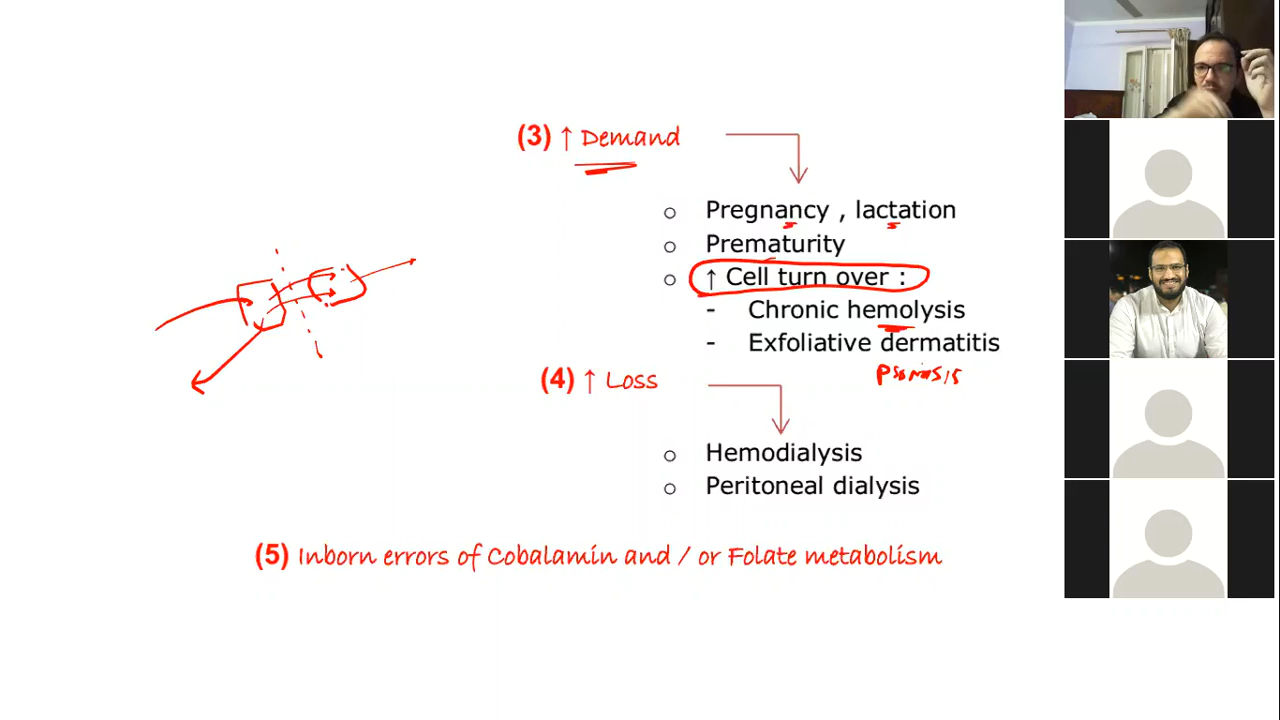 (3) ↑ Demand
o Pregnancy , lactation
o Prematurity
o ↑ Cell turn over :
- Chronic hemolysis
- Exfoliative dermatitis
psoriasis
(4) ↑ Loss
o Hemodialysis
o Peritoneal dialysis
(5) Inborn errors of Cobalamin and / or Folate metabolism